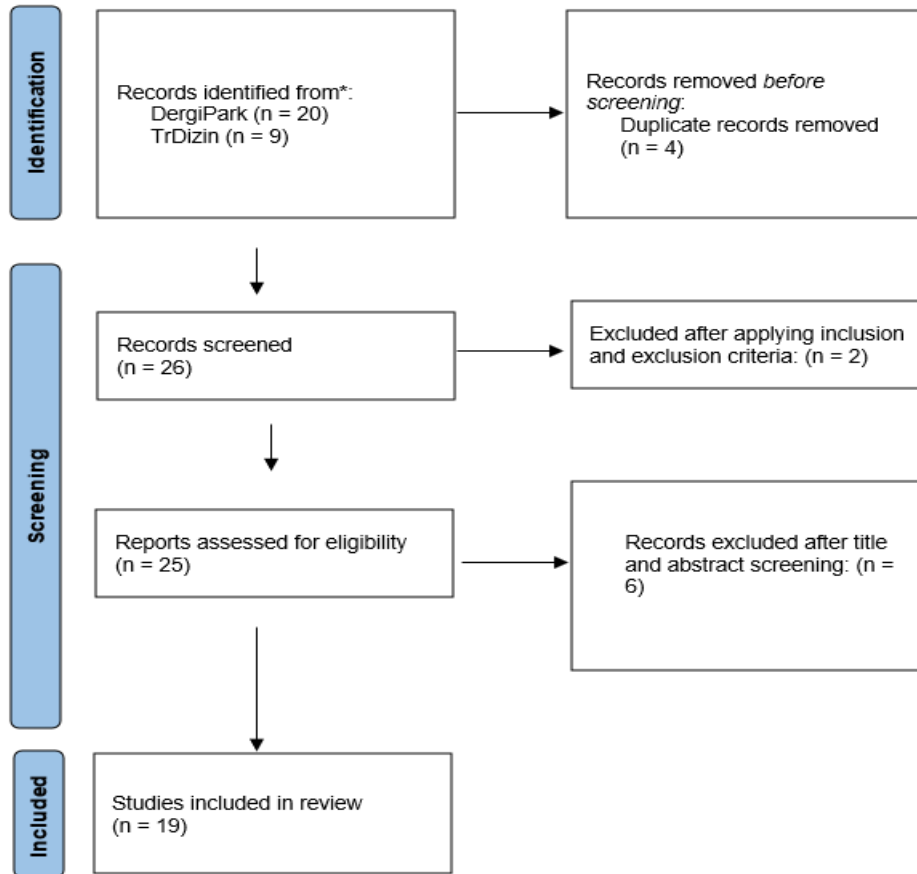 Identification
Records identified from*:
DergiPark (n = 20)
TrDizin (n = 9)
Records removed before
screening:
Duplicate records removed
(n = 4)
Screening
Records screened
(n = 26)
Excluded after applying inclusion
and exclusion criteria: (n = 2)
Reports assessed for eligibility
(n = 25)
Records excluded after title
and abstract screening: (n =
6)
Included
Studies included in review
(n = 19)